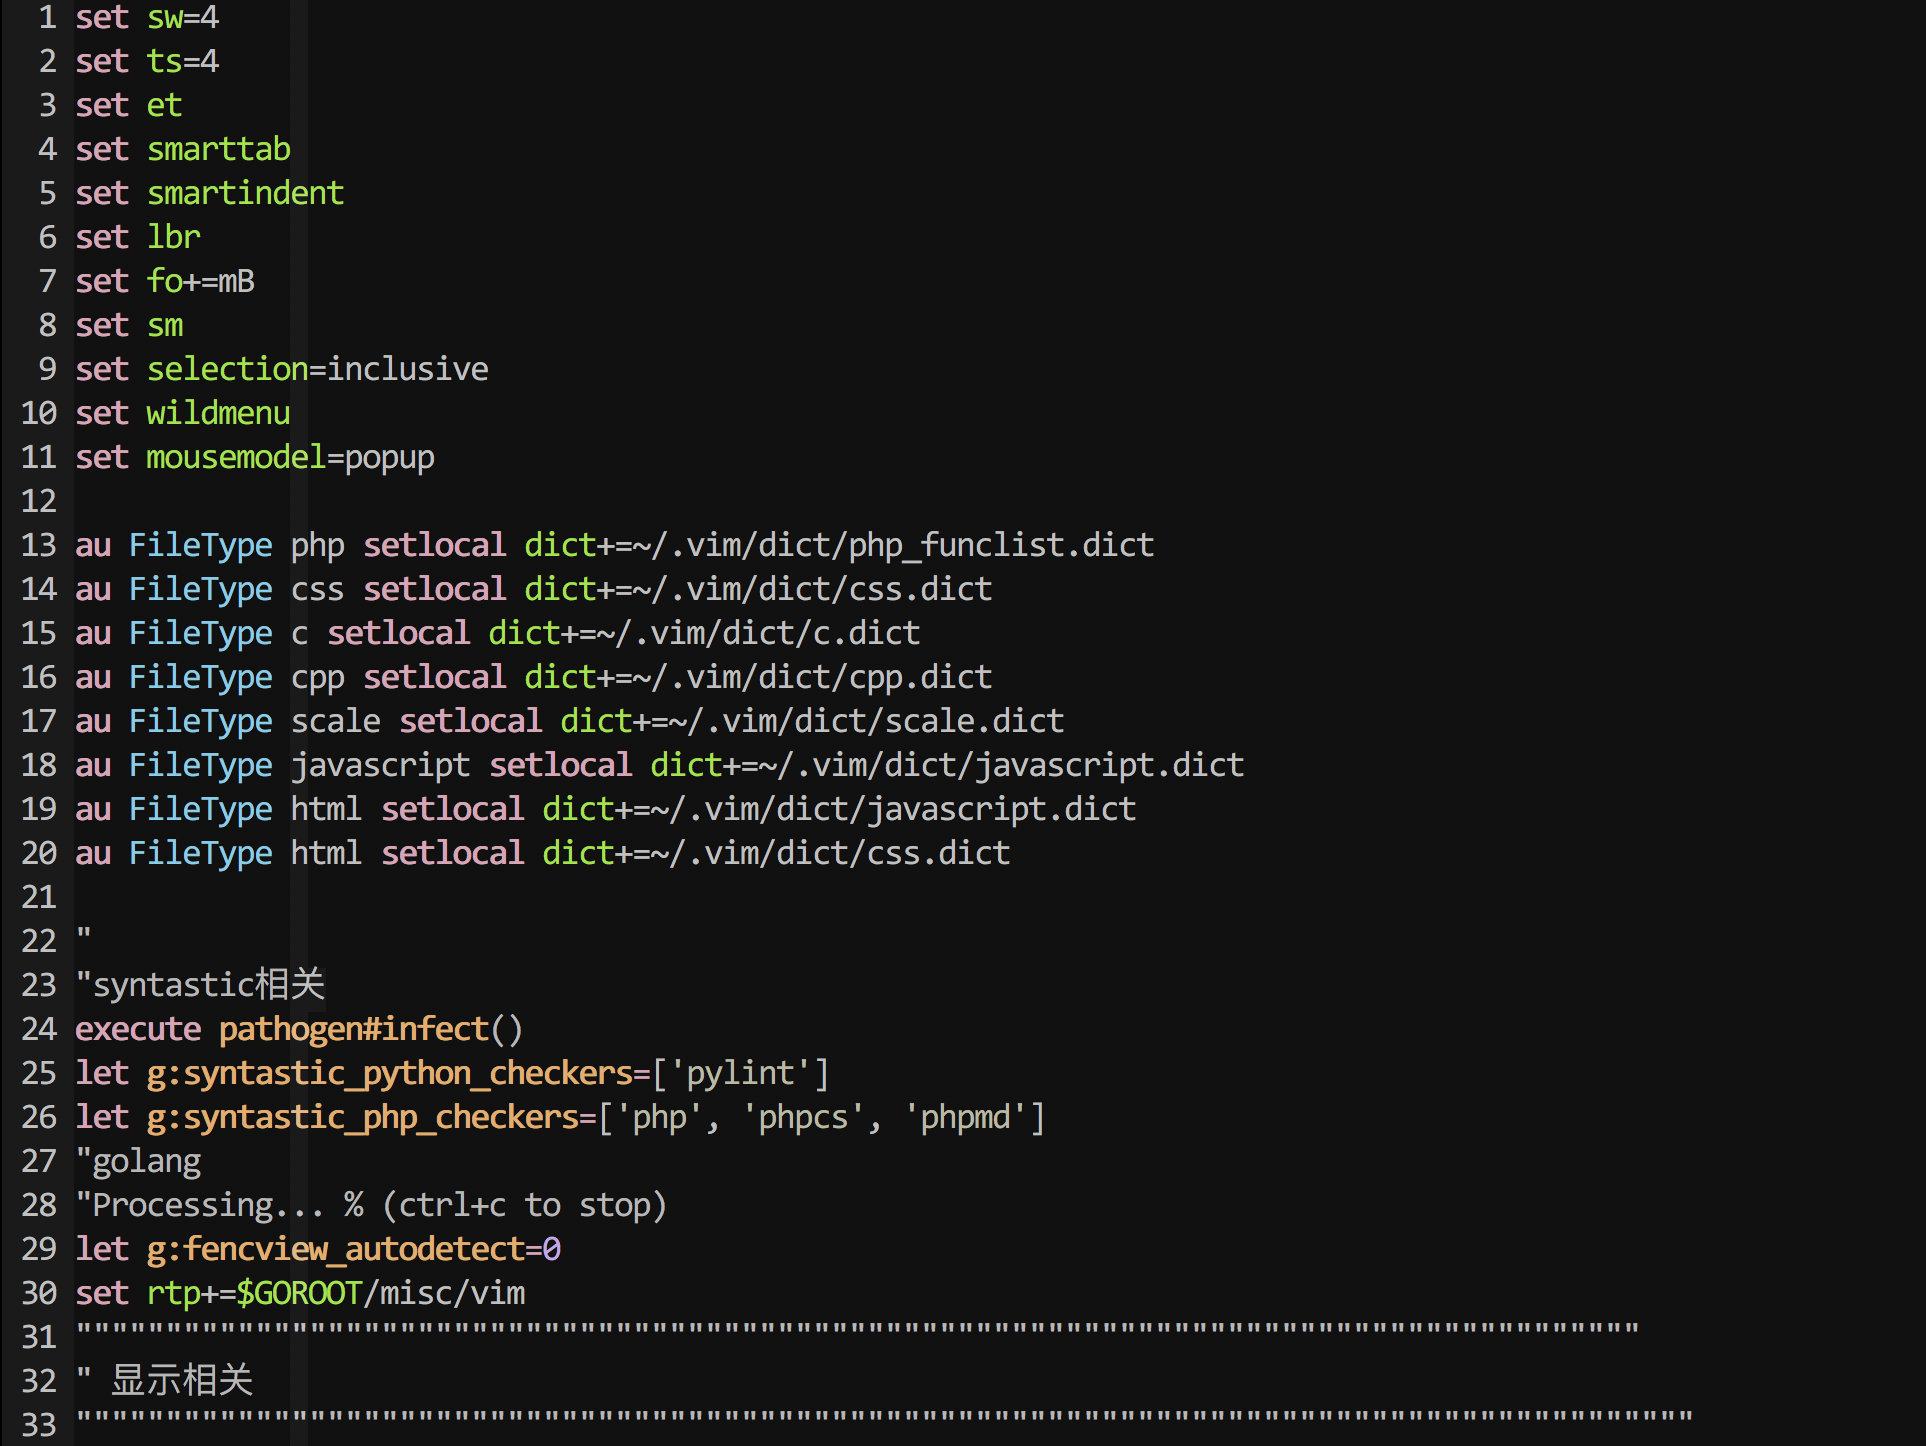 1 set sw=4
2 set ts=4
3 set et
4 set smarttab
5 set smartindent
6 set lbr
7 set fo+=mB
8 set sm
9 set selection=inclusive
10 set wildmenu
11 set mousemodel=popup
12
13 au FileType php setlocal dict+=~/.vim/dict/php_funclist.dict
14 au FileType css setlocal dict+=~/.vim/dict/css.dict
15 au FileType c setlocal dict+=~/.vim/dict/c.dict
16 au FileType cpp setlocal dict+=~/.vim/dict/cpp.dict
17 au FileType scale setlocal dict+=~/.vim/dict/scale.dict
18 au FileType javascript setlocal dict+=~/.vim/dict/javascript.dict
19 au FileType html setlocal dict+=~/.vim/dict/javascript.dict
20 au FileType html setlocal dict+=~/.vim/dict/css.dict
21
22 "
23 "syntastic相关
24 execute pathogen#infect()
25 let g:syntastic_python_checkers=['pylint']
26 let g:syntastic_php_checkers=['php', 'phpcs', 'phpmd']
27 "golang
28 "Processing... % (ctrl+c to stop)
29 let g:fencview_autodetect=0
30 set rtp+=$GOROOT/misc/vim
31 """""""""""""""""""""""""""""""""""""""""""""""""""""""""""""""""""""""""""""""""""""""
32 " 显示相关
33 """"""""""""""""""""""""""""""""""""""""""""""""""""""""""""""""""""""""""""""""""""""""""